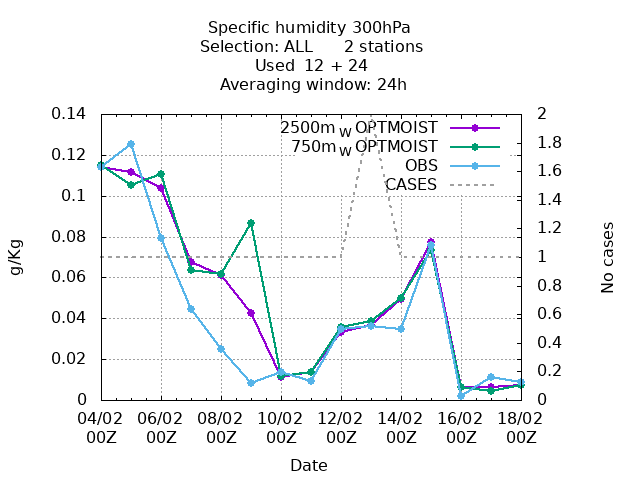 Specific humidity 300hPa
Selection: ALL 2 stations
Used 12 + 24
Averaging window: 24h
0.14
0.12
0.1
0.08
0.06
0.04
0.02
0
2
1.8
1.6
1.4
1.2
1
0.8
0.6
0.4
0.2
0
2500m W OPTMOIST
750m W OPTMOIST
OBS
CASES
g/Kg
No cases
04/02 06/02 08/02 10/02 12/02 14/02 16/02 18/02
00Z 00Z 00Z 00Z 00Z 00Z 00Z 00Z
Date